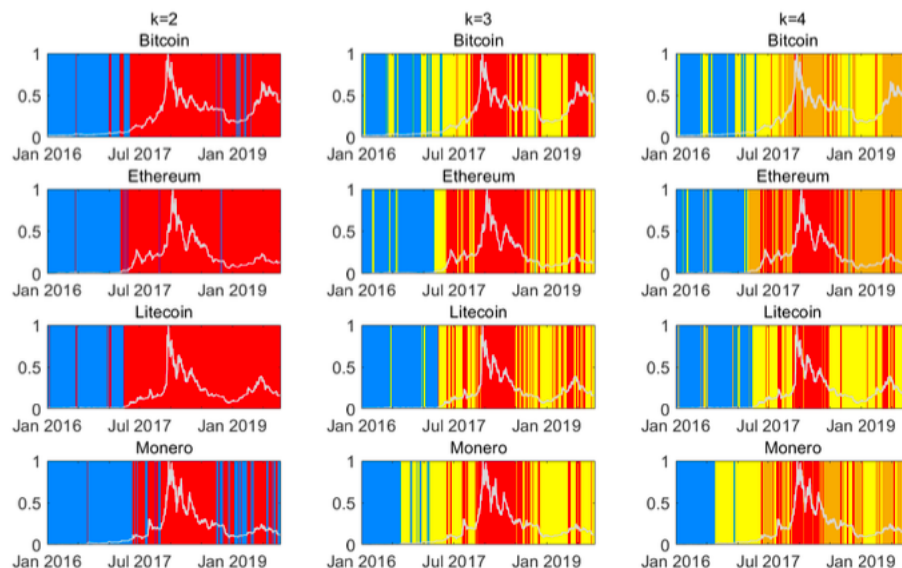 k=2 k=3 k=4
Bitcoin Bitcoin Bitcoin
1 1 1
0.5 0.5 0.5
0 0 0
Jan 2016 Jul 2017 Jan 2019 Jan 2016 Jul 2017 Jan 2019 Jan 2016 Jul 2017 Jan 2019
Ethereum Ethereum Ethereum
1 1 1
0.5 0.5 0.5
0 0 0
Jan 2016 Jul 2017 Jan 2019 Jan 2016 Jul 2017 Jan 2019 Jan 2016 Jul 2017 Jan 2019
Litecoin Litecoin Litecoin
1 1 1
0.5 0.5 0.5
0 0 0
Jan 2016 Jul 2017 Jan 2019 Jan 2016 Jul 2017 Jan 2019 Jan 2016 Jul 2017 Jan 2019
Monero Monero Monero
1 1 1
0.5 0.5 0.5
0 0 0
Jan 2016 Jul 2017 Jan 2019 Jan 2016 Jul 2017 Jan 2019 Jan 2016 Jul 2017 Jan 2019